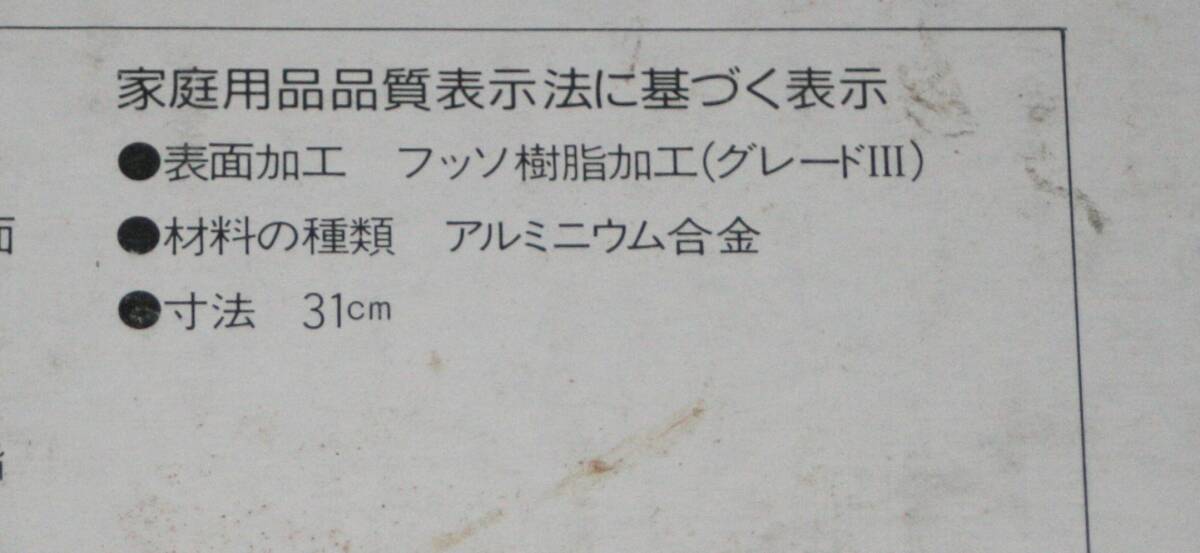 家庭用品品質表示法に基づく表示
●表面加工　フッソ樹脂加工(グレードIII)
面
●材料の種類　アルミニウム合金
●寸法　31cm